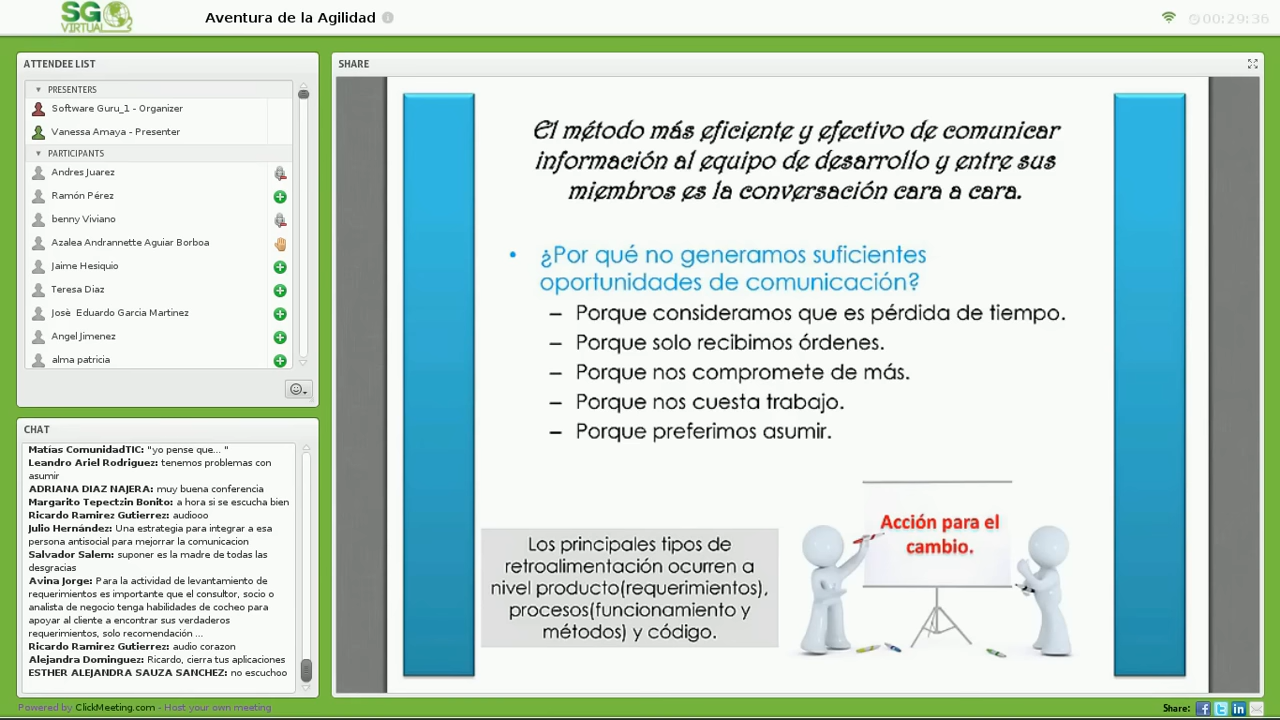 SG
VIRTUAL
Aventura de la Agilidad
00:29:36
ATTENDEE LIST
PRESENTERS
Software Guru_1 - Organizer
Vanessa Amaya - Presenter
PARTICIPANTS
Andres Juarez
Ramón Pérez
benny Viviano
Azalea Andrannette Aguiar Borboa
Jaime Hesiquio
Teresa Diaz
Josè Eduardo Garcia Martinez
Angel Jimenez
alma patricia
CHAT
Matías ComunidadTIC: "yo pense que... "
Leandro Ariel Rodriguez: tenemos problemas con
asumir
ADRIANA DIAZ NAJERA: muy buena conferencia
Margarito Tepectzin Bonito: a hora si se escucha bien
Ricardo Ramirez Gutierrez: audiooo
Julio Hernández: Una estrategia para integrar a esa
persona antisocial para mejorrar la comunicacion
Salvador Salem: suponer es la madre de todas las
desgracias
Avina Jorge: Para la actividad de levantamiento de
requerimientos es importante que el consultor, socio o
analista de negocio tenga habilidades de cocheo para
apoyar al cliente a encontrar sus verdaderos
requerimientos, solo recomendación ...
Ricardo Ramirez Gutierrez: audio corazon
Alejandra Dominguez: Ricardo, cierra tus aplicaciones
ESTHER ALEJANDRA SAUZA SANCHEZ: no escuchoo
SHARE
El método más eficiente y efectivo de comunicar
información al equipo de desarrollo y entre sus
miembros es la conversación cara a cara.
• ¿Por qué no generamos suficientes
oportunidades de comunicación?
– Porque consideramos que es pérdida de tiempo.
– Porque solo recibimos órdenes.
– Porque nos compromete de más.
– Porque nos cuesta trabajo.
– Porque preferimos asumir.
Los principales tipos de
retroalimentación ocurren a
nivel producto(requerimientos),
procesos(funcionamiento y
métodos) y código.
Acción para el
cambio.
Powered by ClickMeeting.com - Host your own meeting
Share: